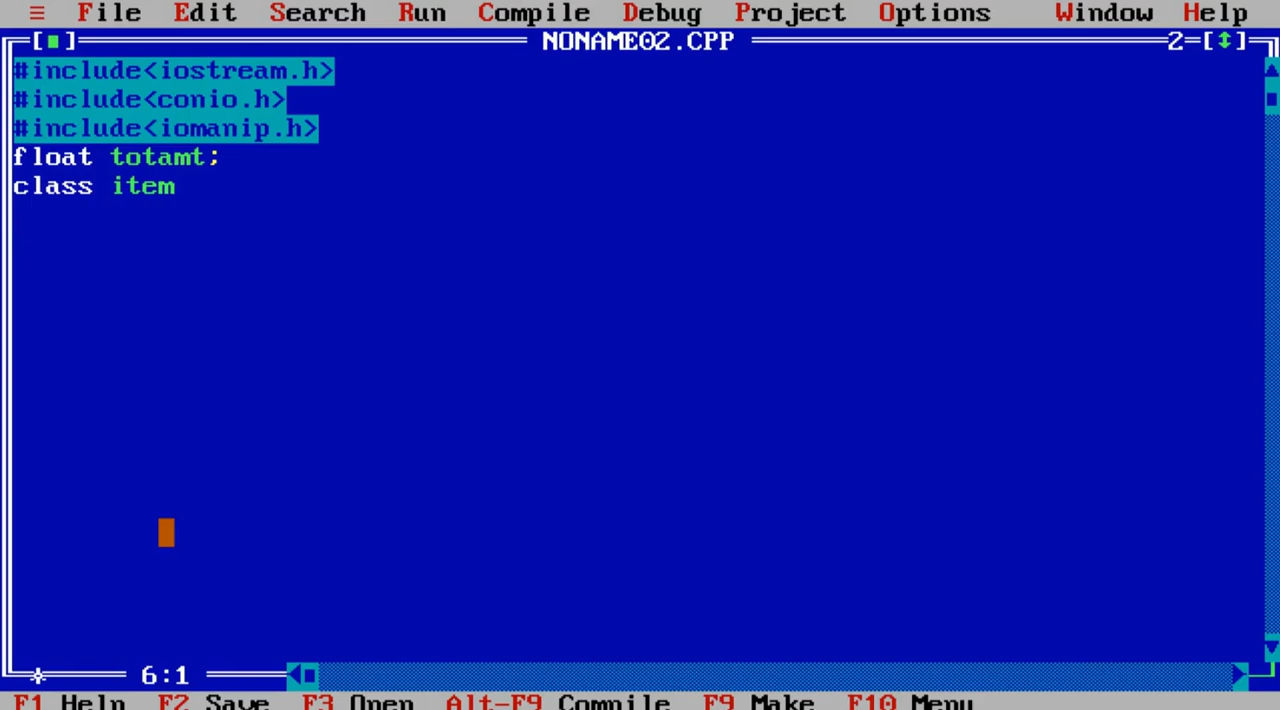 ≡ File Edit Search Run Compile Debug Project Options Window Help
[■] NONAME02.CPP 2=[↕]
#include<iostream.h>
#include<conio.h>
#include<iomanip.h>
float totamt;
class item
6:1
F1 Help F2 Save F3 Open Alt-F9 Compile F9 Make F10 Menu